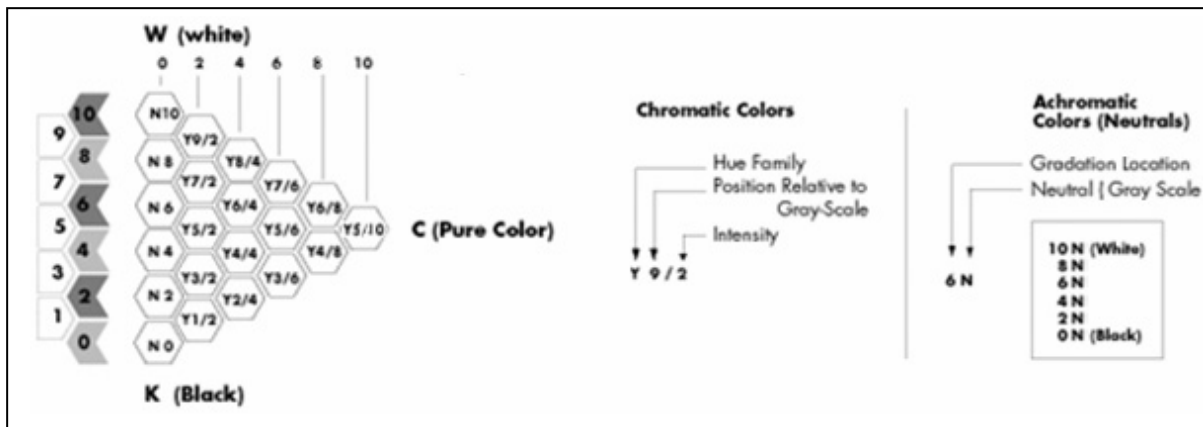 W (white)
0 2 4 6 8 10
10
9
8
7
6
5
4
3
2
1
0
N10
Y9/2
N 8
Y8/4
Y7/2
Y7/6
N 6
Y6/4
Y6/8
Y5/2
Y5/6
Y5/10
N 4
Y4/4
Y4/8
Y3/2
Y3/6
N 2
Y2/4
Y1/2
N 0
C (Pure Color)
K (Black)
Chromatic Colors
Hue Family
Position Relative to
Gray-Scale
Intensity
Y 9 / 2
Achromatic
Colors (Neutrals)
Gradation Location
Neutral ( Gray Scale
6 N
10 N (White)
8 N
6 N
4 N
2 N
0 N (Black)